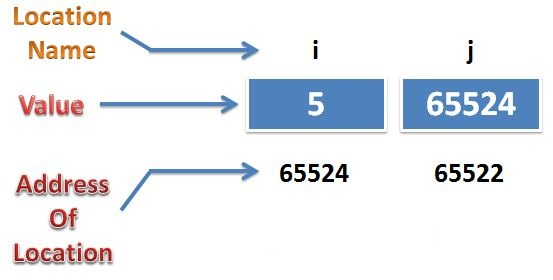 Location
Name
i j
Value
5 65524
65524 65522
Address
Of
Location